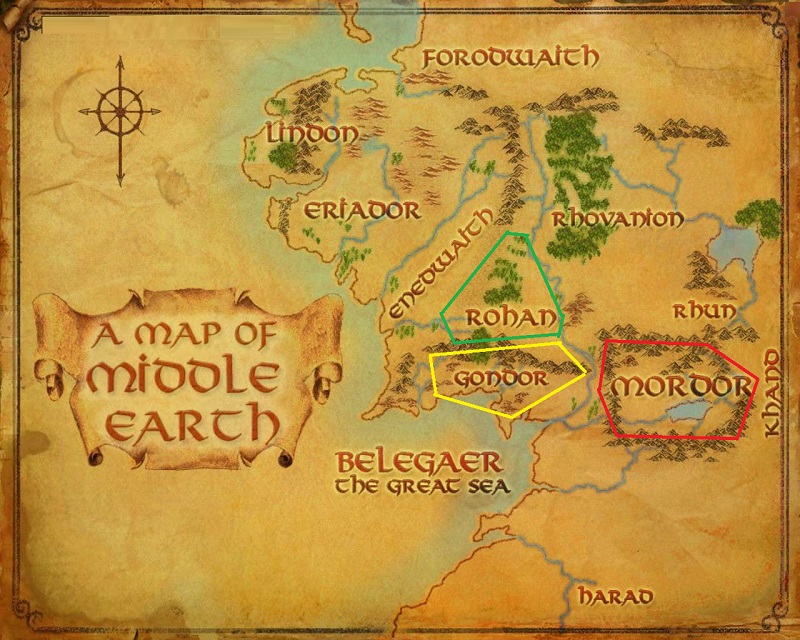 FORODWAITH
LINDON
ERIADOR
RHOVANION
ENEDWAITH
RHUN
ROHAN
A MAP OF
MIDDLE
EARTH
GONDOR
MORDOR
KHAND
BELEGAER
THE GREAT SEA
HARAD